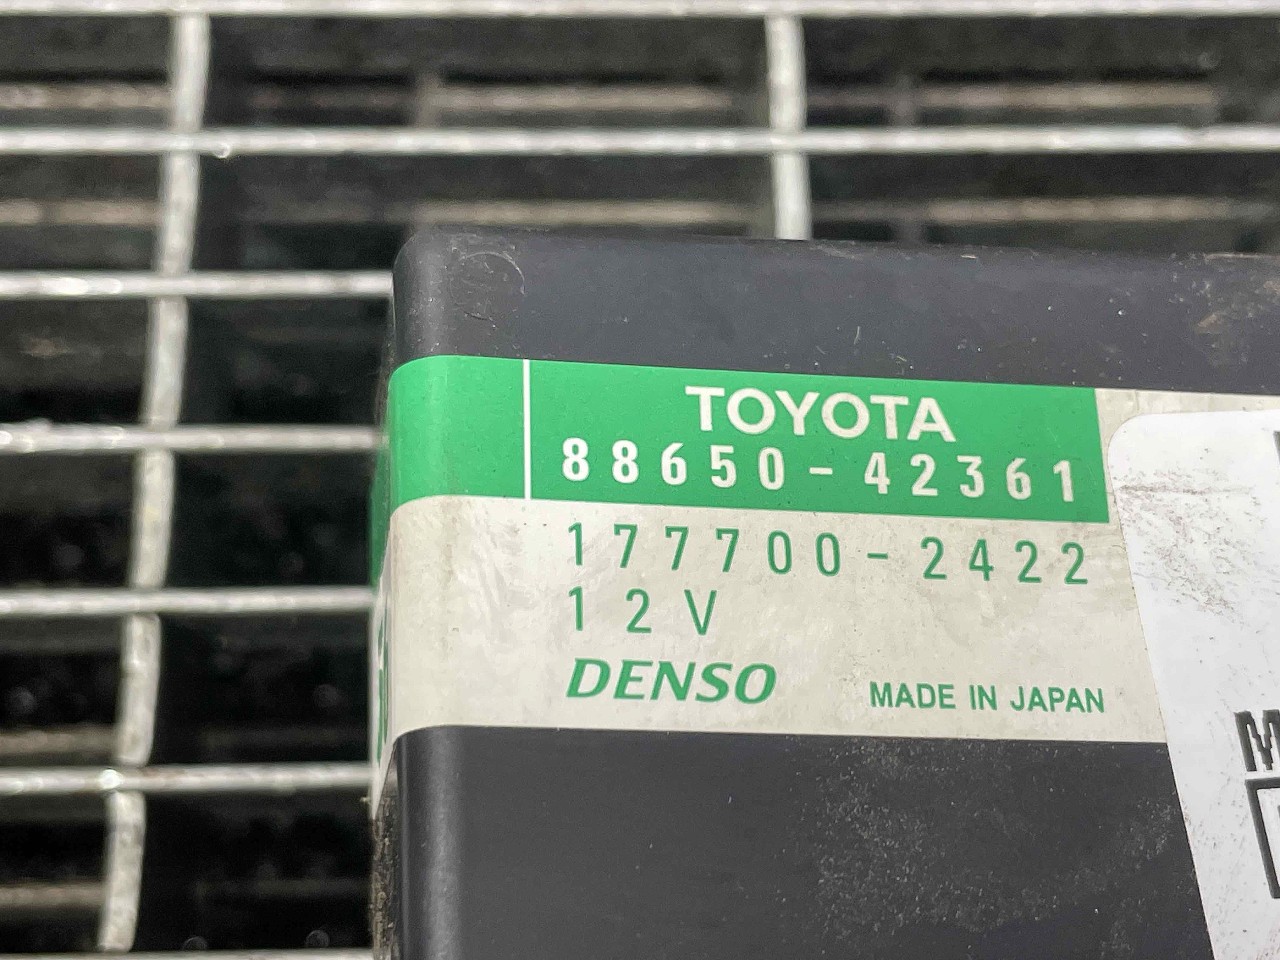 TOYOTA
88650-42361
177700-2422
12V
DENSO
MADE IN JAPAN